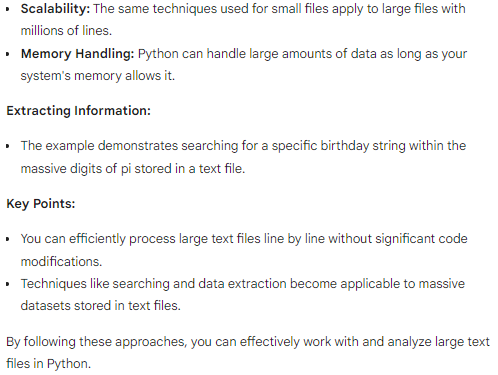 • Scalability: The same techniques used for small files apply to large files with
millions of lines.
• Memory Handling: Python can handle large amounts of data as long as your
system's memory allows it.
Extracting Information:
• The example demonstrates searching for a specific birthday string within the
massive digits of pi stored in a text file.
Key Points:
• You can efficiently process large text files line by line without significant code
modifications.
• Techniques like searching and data extraction become applicable to massive
datasets stored in text files.
By following these approaches, you can effectively work with and analyze large text
files in Python.